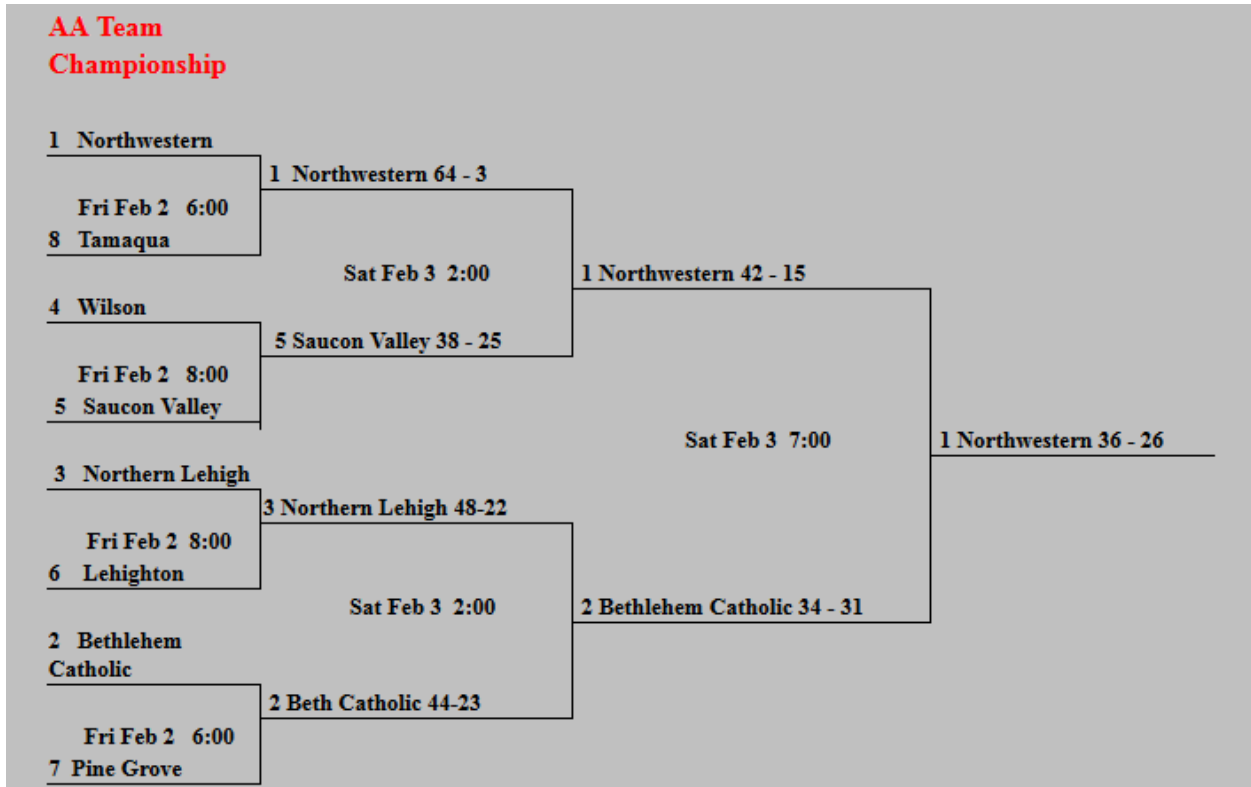 AA Team
Championship
1 Northwestern
1 Northwestern 64 - 3
Fri Feb 2 6:00
8 Tamaqua
Sat Feb 3 2:00
1 Northwestern 42 - 15
4 Wilson
5 Saucon Valley 38 - 25
Fri Feb 2 8:00
5 Saucon Valley
Sat Feb 3 7:00
1 Northwestern 36 - 26
3 Northern Lehigh
3 Northern Lehigh 48-22
Fri Feb 2 8:00
6 Lehighton
Sat Feb 3 2:00
2 Bethlehem Catholic 34 - 31
2 Bethlehem
Catholic
2 Beth Catholic 44-23
Fri Feb 2 6:00
7 Pine Grove